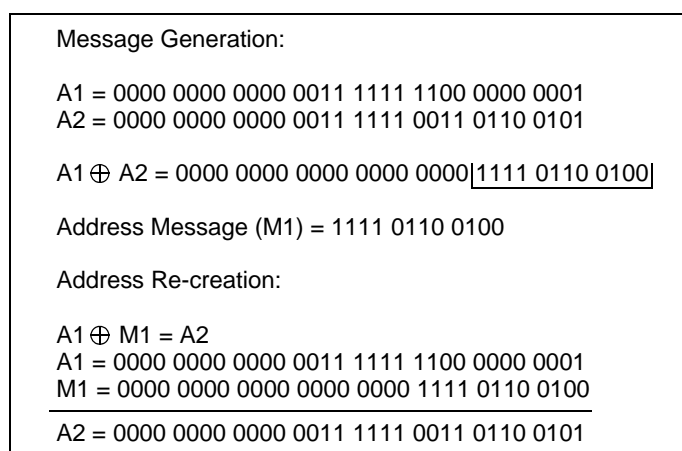 Message Generation:
A1 = 0000 0000 0000 0011 1111 1100 0000 0001
A2 = 0000 0000 0000 0011 1111 0011 0110 0101
A1 ⊕ A2 = 0000 0000 0000 0000 0000 1111 0110 0100
Address Message (M1) = 1111 0110 0100
Address Re-creation:
A1 ⊕ M1 = A2
A1 = 0000 0000 0000 0011 1111 1100 0000 0001
M1 = 0000 0000 0000 0000 0000 1111 0110 0100
A2 = 0000 0000 0000 0011 1111 0011 0110 0101